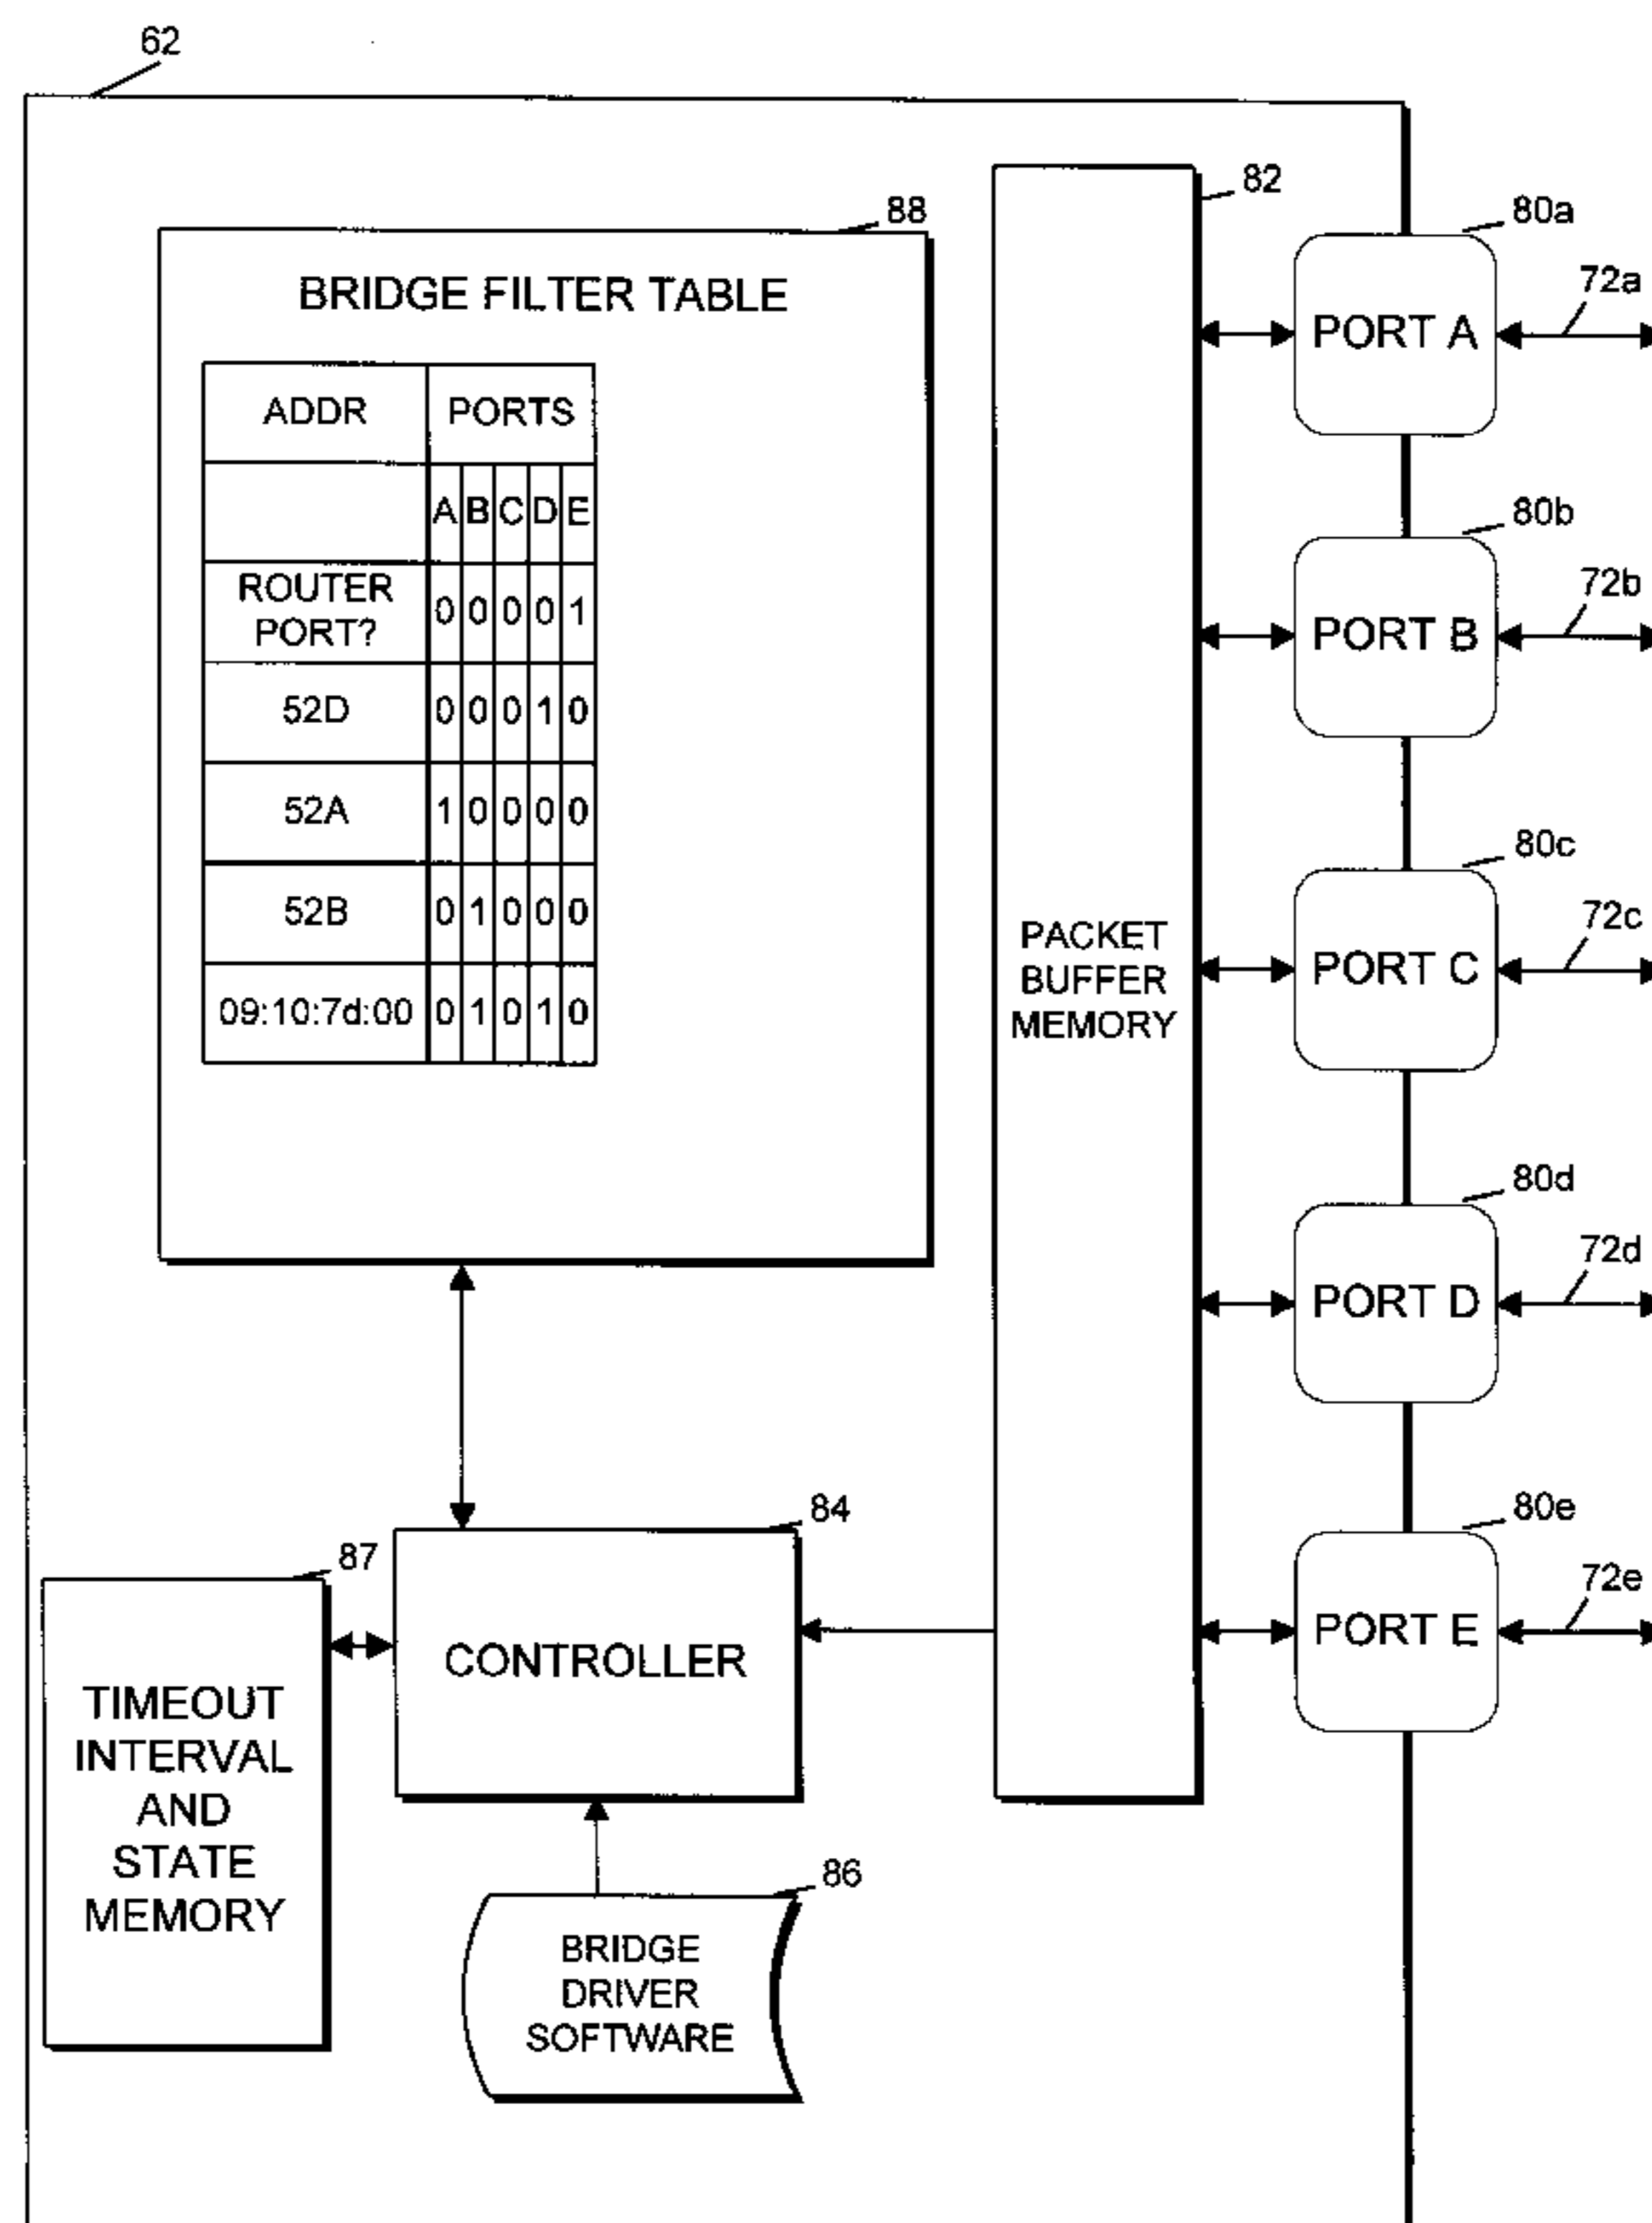 62
88
82
BRIDGE FILTER TABLE
ADDR PORTS
A B C D E
ROUTER
PORT? 0 0 0 0 1
52D 0 0 0 1 0
52A 1 0 0 0 0
52B 0 1 0 0 0
09:10:7d:00 0 1 0 1 0
PACKET
BUFFER
MEMORY
80a
72a
PORT A
80b
72b
PORT B
80c
72c
PORT C
80d
72d
PORT D
80e
72e
PORT E
84
CONTROLLER
87
TIMEOUT
INTERVAL
AND
STATE
MEMORY
86
BRIDGE
DRIVER
SOFTWARE